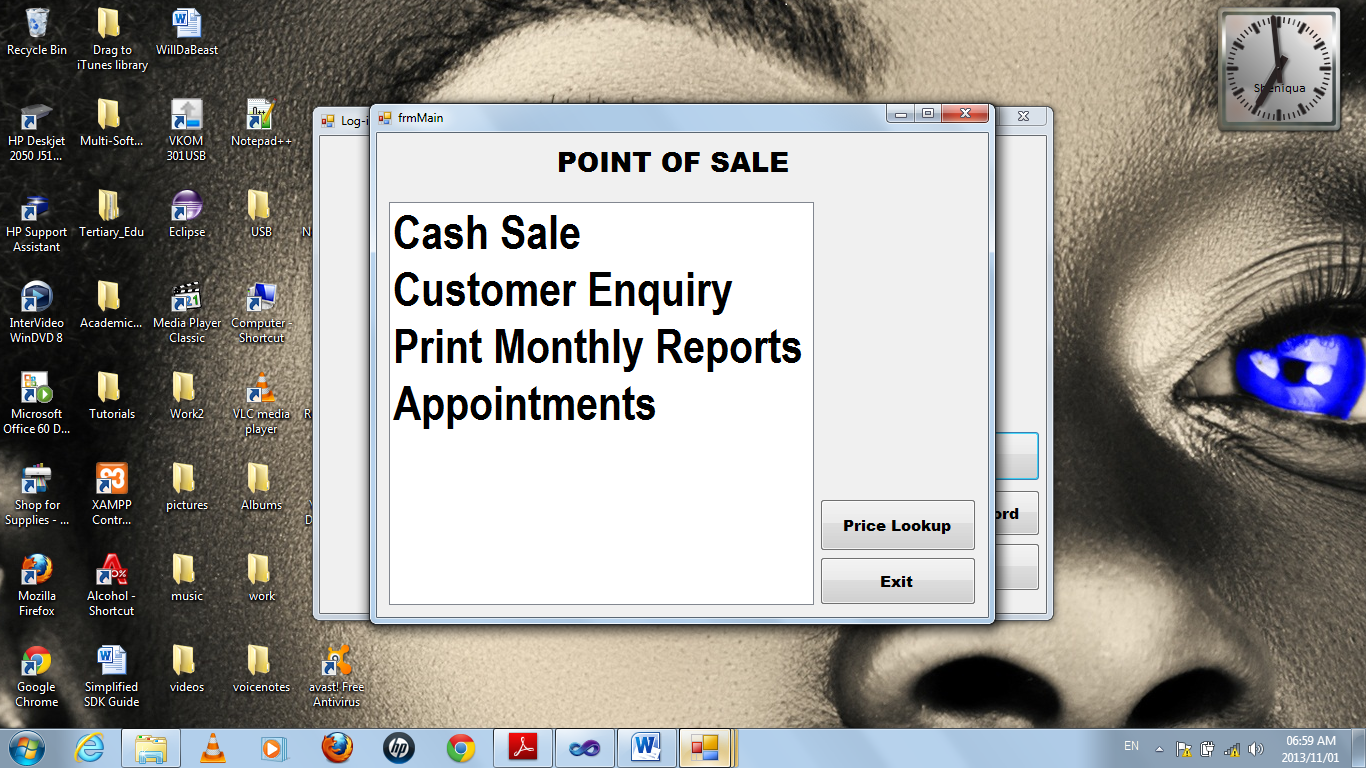 Recycle Bin
Drag to
iTunes library
WillDaBeast
HP Deskjet
2050 J51...
Multi-Soft...
VKOM
301USB
Notepad++
HP Support
Assistant
Tertiary_Edu
Eclipse
USB
N
InterVideo
WinDVD 8
Academic...
Media Player
Classic
Computer -
Shortcut
Microsoft
Office 60 D...
Tutorials
Work2
VLC media
player
R
Shop for
Supplies - ...
XAMPP
Contr...
pictures
Albums
D
Mozilla
Firefox
Alcohol -
Shortcut
music
work
Google
Chrome
Simplified
SDK Guide
videos
voicenotes
avast! Free
Antivirus
Log-i
frmMain
POINT OF SALE
Cash Sale
Customer Enquiry
Print Monthly Reports
Appointments
Price Lookup
Exit
ord
Sheniqua
EN
06:59 AM
2013/11/01